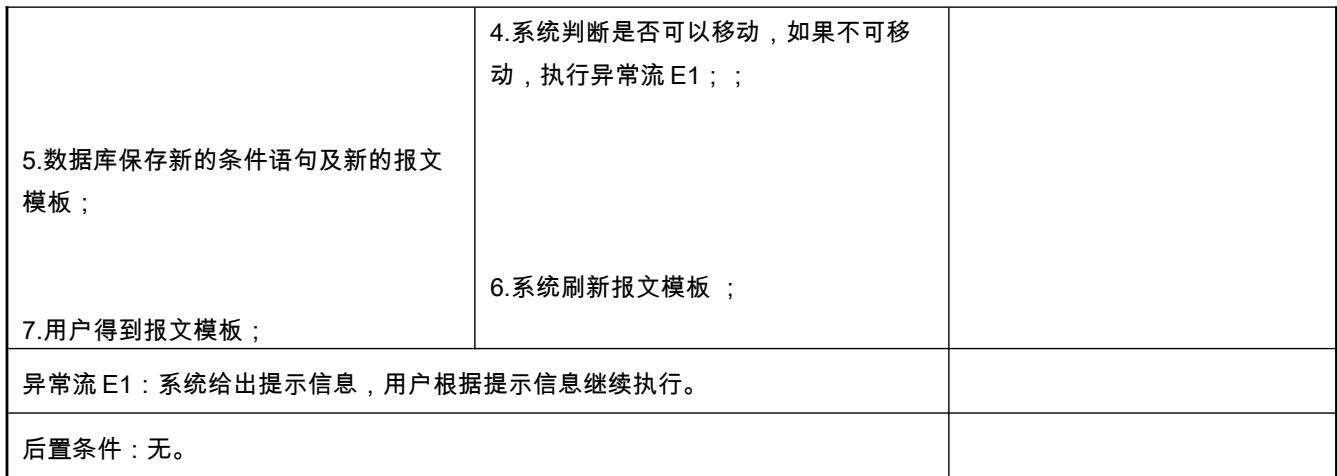 4.系统判断是否可以移动，如果不可移
动，执行异常流 E1；；
5.数据库保存新的条件语句及新的报文
模板；
6.系统刷新报文模板 ；
7.用户得到报文模板；
异常流 E1：系统给出提示信息，用户根据提示信息继续执行。
后置条件：无。